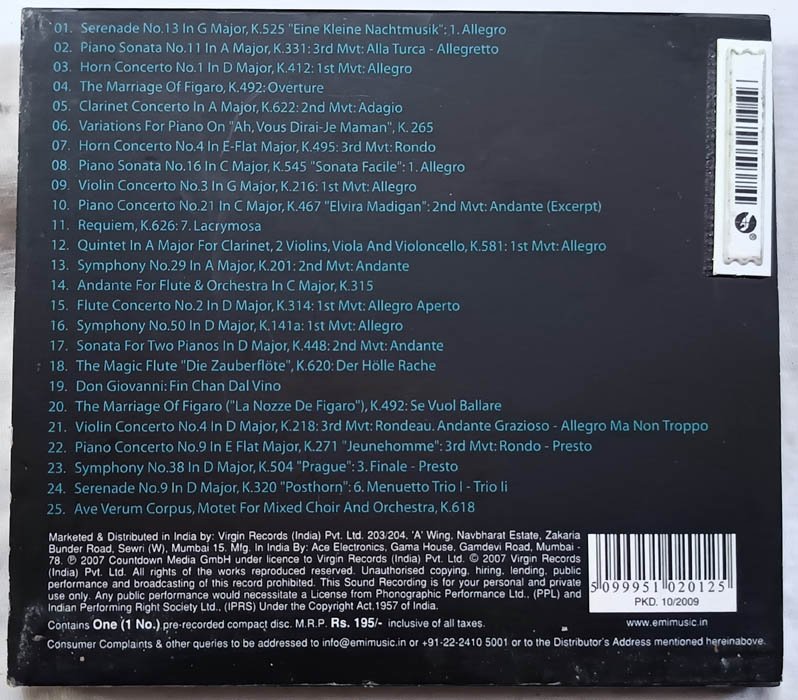 01. Serenade No.13 In G Major, K.525 "Eine Kleine Nachtmusik": 1. Allegro
02. Piano Sonata No.11 In A Major, K.331: 3rd Mvt: Alla Turca - Allegretto
03. Horn Concerto No.1 In D Major, K.412: 1st Mvt: Allegro
04. The Marriage Of Figaro, K.492: Overture
05. Clarinet Concerto In A Major, K.622: 2nd Mvt: Adagio
06. Variations For Piano On "Ah, Vous Dirai-Je Maman", K.265
07. Horn Concerto No.4 In E-Flat Major, K.495: 3rd Mvt: Rondo
08. Piano Sonata No.16 In C Major, K.545 "Sonata Facile": 1. Allegro
09. Violin Concerto No.3 In G Major, K.216: 1st Mvt: Allegro
10. Piano Concerto No.21 In C Major, K.467 "Elvira Madigan": 2nd Mvt: Andante (Excerpt)
11. Requiem, K.626: 7. Lacrymosa
12. Quintet In A Major For Clarinet, 2 Violins, Viola And Violoncello, K.581: 1st Mvt: Allegro
13. Symphony No.29 In A Major, K.201: 2nd Mvt: Andante
14. Andante For Flute & Orchestra In C Major, K.315
15. Flute Concerto No.2 In D Major, K.314: 1st Mvt: Allegro Aperto
16. Symphony No.50 In D Major, K.141a: 1st Mvt: Allegro
17. Sonata For Two Pianos In D Major, K.448: 2nd Mvt: Andante
18. The Magic Flute "Die Zauberflöte", K.620: Der Hölle Rache
19. Don Giovanni: Fin Chan Dal Vino
20. The Marriage Of Figaro ("La Nozze De Figaro"), K.492: Se Vuol Ballare
21. Violin Concerto No.4 In D Major, K.218: 3rd Mvt: Rondeau. Andante Grazioso - Allegro Ma Non Troppo
22. Piano Concerto No.9 In E Flat Major, K.271 "Jeunehomme": 3rd Mvt: Rondo - Presto
23. Symphony No.38 In D Major, K.504 "Prague": 3. Finale - Presto
24. Serenade No.9 In D Major, K.320 "Posthorn": 6. Menuetto Trio I - Trio Ii
25. Ave Verum Corpus, Motet For Mixed Choir And Orchestra, K.618
Marketed & Distributed in India by: Virgin Records (India) Pvt. Ltd. 203/204, 'A' Wing, Navbharat Estate, Zakaria
Bunder Road, Sewri (W), Mumbai 15. Mfg. In India By: Ace Electronics, Gama House, Gamdevi Road, Mumbai -
78. ℗ 2007 Countdown Media GmbH under licence to Virgin Records (India) Pvt. Ltd. © 2007 Virgin Records
(India) Pvt. Ltd. All rights of the works reproduced reserved. Unauthorised copying, hiring, lending, public
performance and broadcasting of this record prohibited. This Sound Recording is for your personal and private
use only. Any public performance would necessitate a License from Phonographic Performance Ltd., (PPL) and
Indian Performing Right Society Ltd., (IPRS) Under the Copyright Act,1957 of India.
Contains One (1 No.) pre-recorded compact disc. M.R.P. Rs. 195/- inclusive of all taxes.
Consumer Complaints & other queries to be addressed to info@emimusic.in or +91-22-2410 5001 or to the Distributor's Address mentioned hereinabove.
5 099951 020125
PKD. 10/2009
www.emimusic.in
®